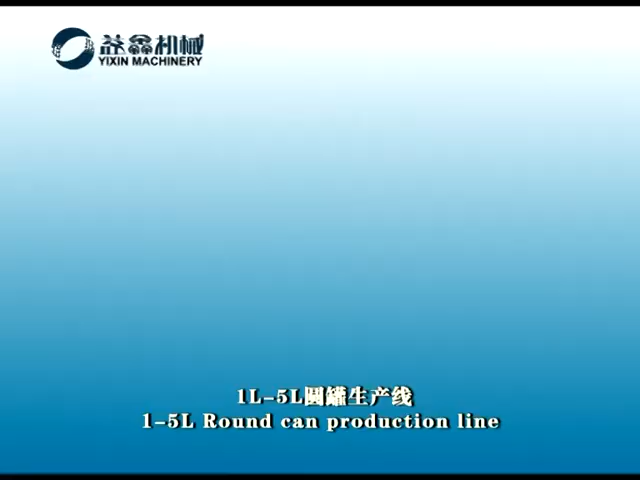 益鑫机械
YIXIN MACHINERY
1L-5L圆罐生产线
1-5L Round can production line